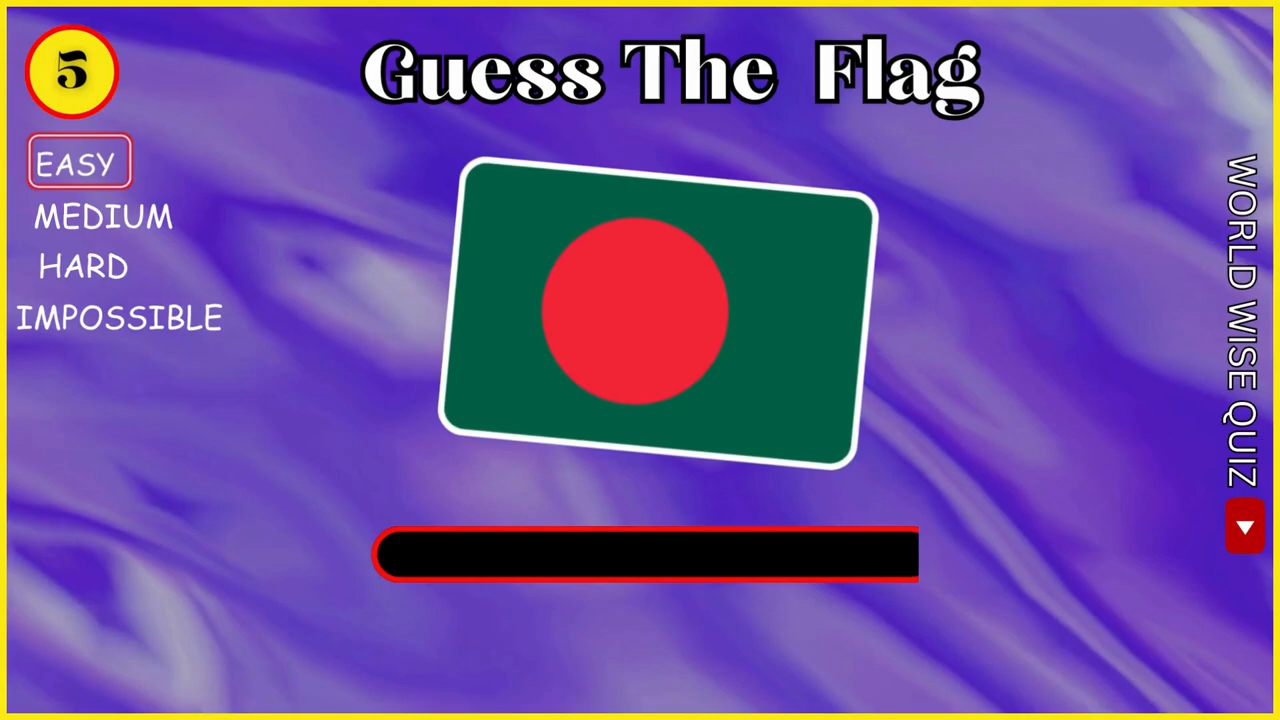 5
Guess The Flag
EASY
MEDIUM
HARD
IMPOSSIBLE
WORLD WISE QUIZ